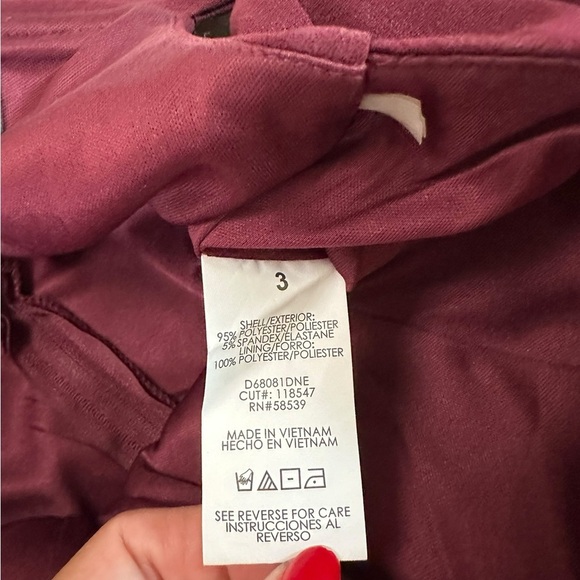 3
SHELL/EXTERIOR:
95% POLYESTER/POLIESTER
5% SPANDEX/ELASTANE
LINING/FORRO:
100% POLYESTER/POLIESTER
D68081DNE
CUT#: 118547
RN#58539
MADE IN VIETNAM
HECHO EN VIETNAM
SEE REVERSE FOR CARE
INSTRUCCIONES AL
REVERSO